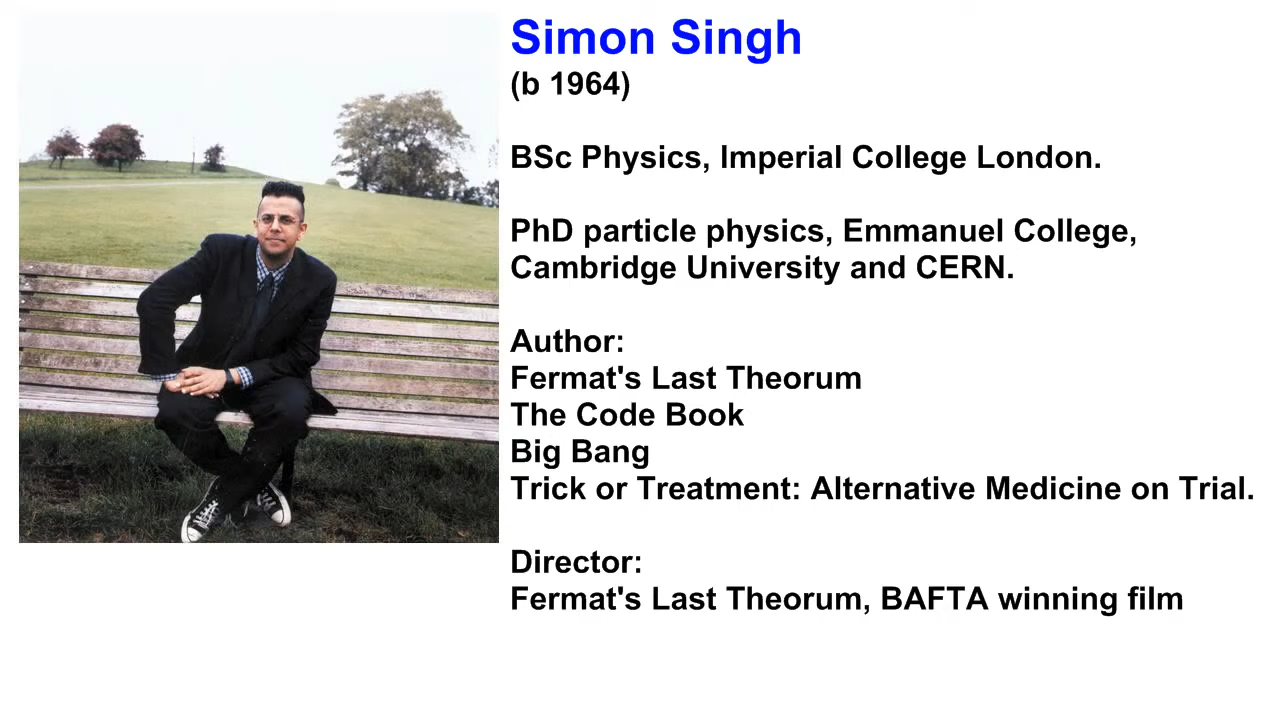 Simon Singh
(b 1964)
BSc Physics, Imperial College London.
PhD particle physics, Emmanuel College,
Cambridge University and CERN.
Author:
Fermat's Last Theorum
The Code Book
Big Bang
Trick or Treatment: Alternative Medicine on Trial.
Director:
Fermat's Last Theorum, BAFTA winning film